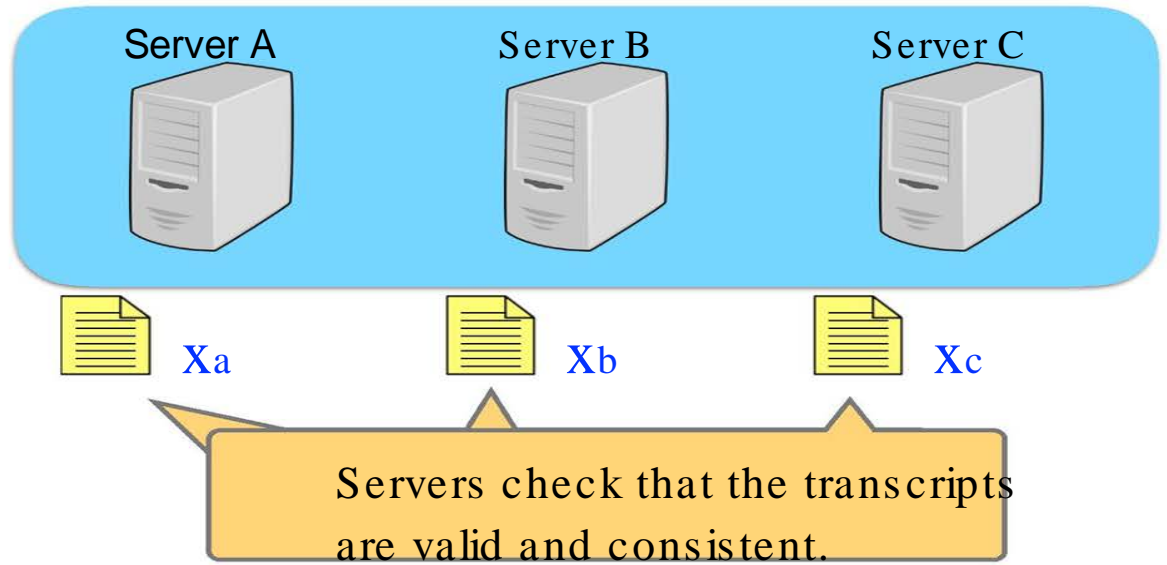 Server A
Server B
Server C
Xa
Xb
Xc
Servers check that the transcripts
are valid and consistent.